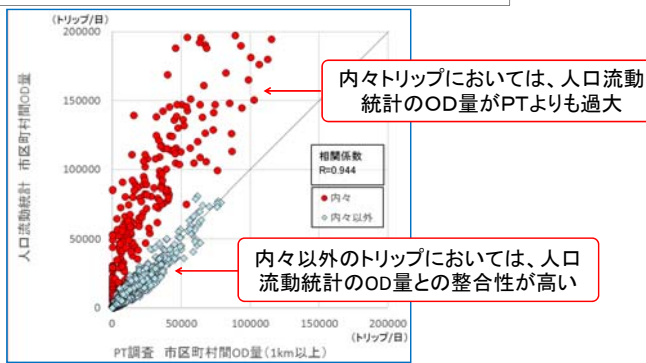 (トリップ/日)
200000
150000
100000
50000
0
人口流動統計 市区町村間OD量
内々トリップにおいては、人口流動
統計のOD量がPTよりも過大
相関係数
R=0.944
内々
内々以外
内々以外のトリップにおいては、人口
流動統計のOD量との整合性が高い
0 50000 100000 150000 200000
(トリップ/日)
PT調査 市区町村間OD量(1km以上)